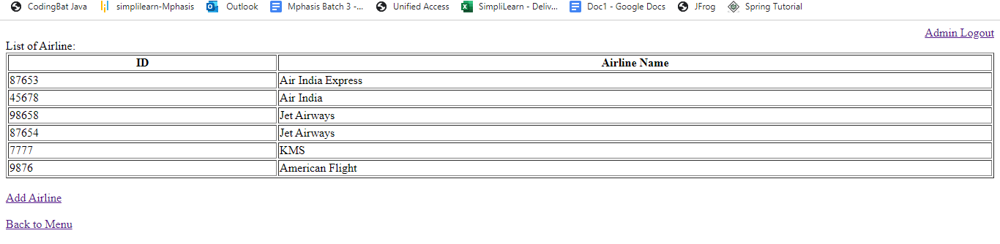 CodingBat Java simplilearn-Mphasis Outlook Mphasis Batch 3 -... Unified Access SimpliLearn - Deliv... Doc1 - Google Docs JFrog Spring Tutorial
Admin Logout
List of Airline:
ID Airline Name
87653 Air India Express
45678 Air India
98658 Jet Airways
87654 Jet Airways
7777 KMS
9876 American Flight
Add Airline
Back to Menu